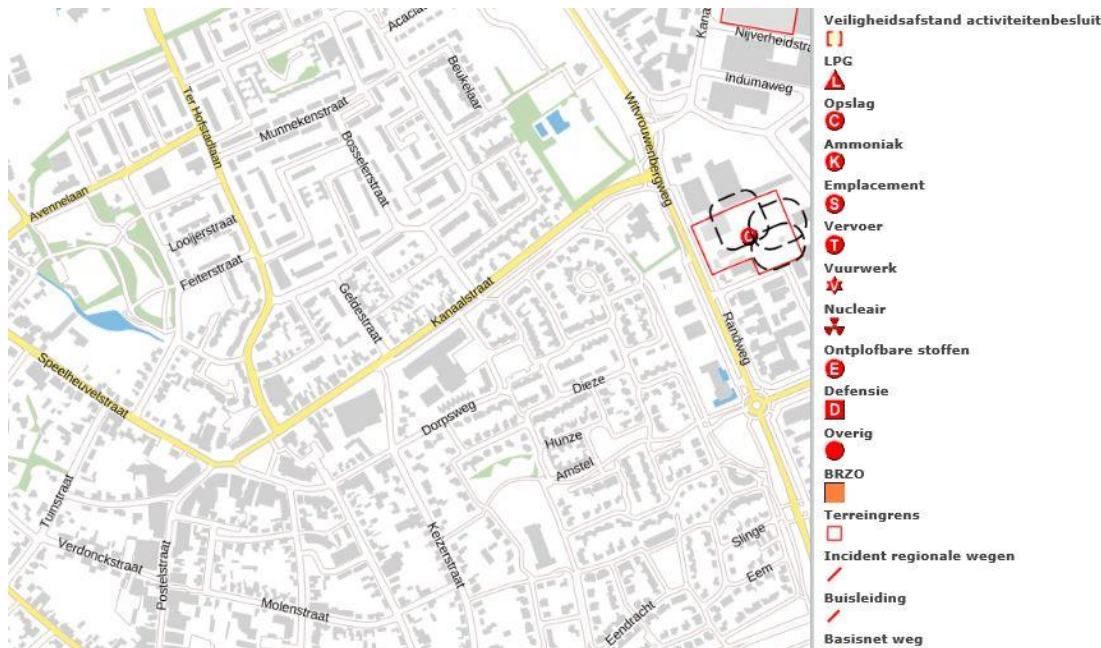 Acacia
Kana
Nijverheidstra
Beukelaar
Indumaweg
Ter Hofstadlaan
Munnekenstraat
Witvrouwenbergweg
Bosselerstraat
Avennelaan
Looijerstraat
Feiterstraat
Geldestraat
Kanaalstraat
Randweg
Speelheuvelstraat
Dieze
Dorpsweg
Hunze
Amstel
Tuinstraat
Keizerstraat
Slinge
Verdonckstraat
Postelstraat
Eem
Molenstraat
Eendracht
Veiligheidsafstand activiteitenbesluit
LPG
L
Opslag
C
Ammoniak
K
Emplacement
S
Vervoer
T
Vuurwerk
V
Nucleair
Ontplofbare stoffen
E
Defensie
D
Overig
BRZO
Terreingrens
Incident regionale wegen
Buisleiding
Basisnet weg